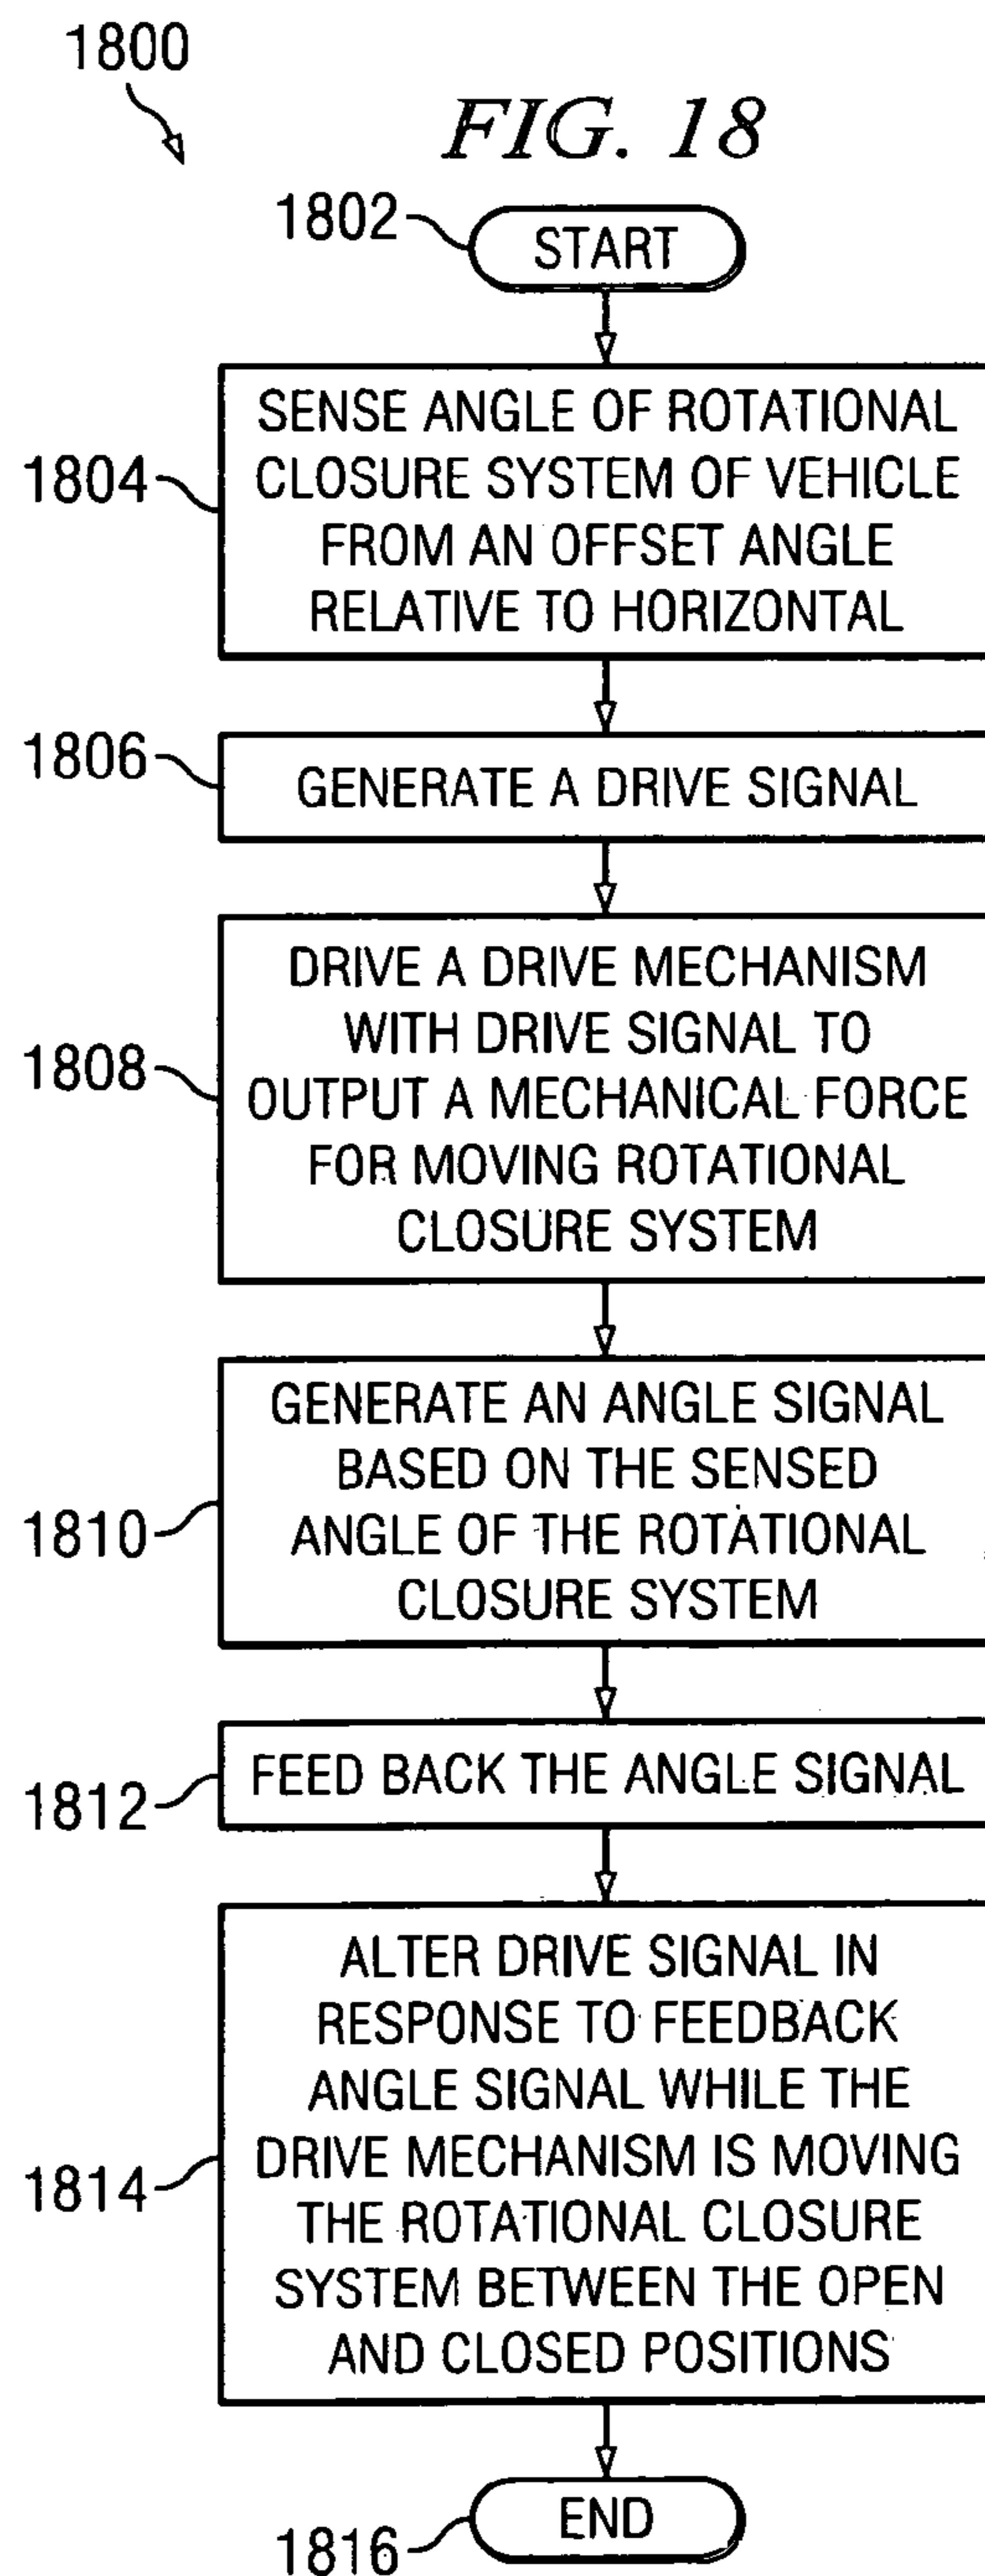 1800
FIG. 18
1802
START
1804
SENSE ANGLE OF ROTATIONAL
CLOSURE SYSTEM OF VEHICLE
FROM AN OFFSET ANGLE
RELATIVE TO HORIZONTAL
1806
GENERATE A DRIVE SIGNAL
1808
DRIVE A DRIVE MECHANISM
WITH DRIVE SIGNAL TO
OUTPUT A MECHANICAL FORCE
FOR MOVING ROTATIONAL
CLOSURE SYSTEM
1810
GENERATE AN ANGLE SIGNAL
BASED ON THE SENSED
ANGLE OF THE ROTATIONAL
CLOSURE SYSTEM
1812
FEED BACK THE ANGLE SIGNAL
1814
ALTER DRIVE SIGNAL IN
RESPONSE TO FEEDBACK
ANGLE SIGNAL WHILE THE
DRIVE MECHANISM IS MOVING
THE ROTATIONAL CLOSURE
SYSTEM BETWEEN THE OPEN
AND CLOSED POSITIONS
1816
END